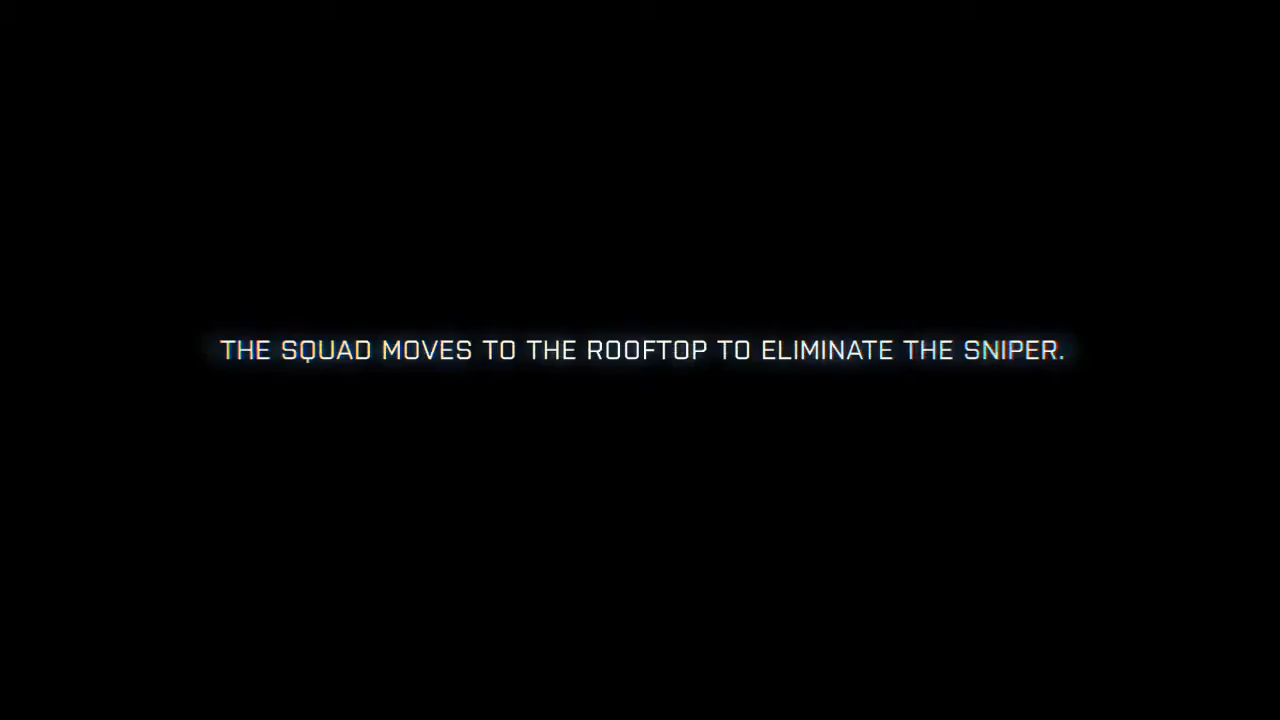 THE SQUAD MOVES TO THE ROOFTOP TO ELIMINATE THE SNIPER.